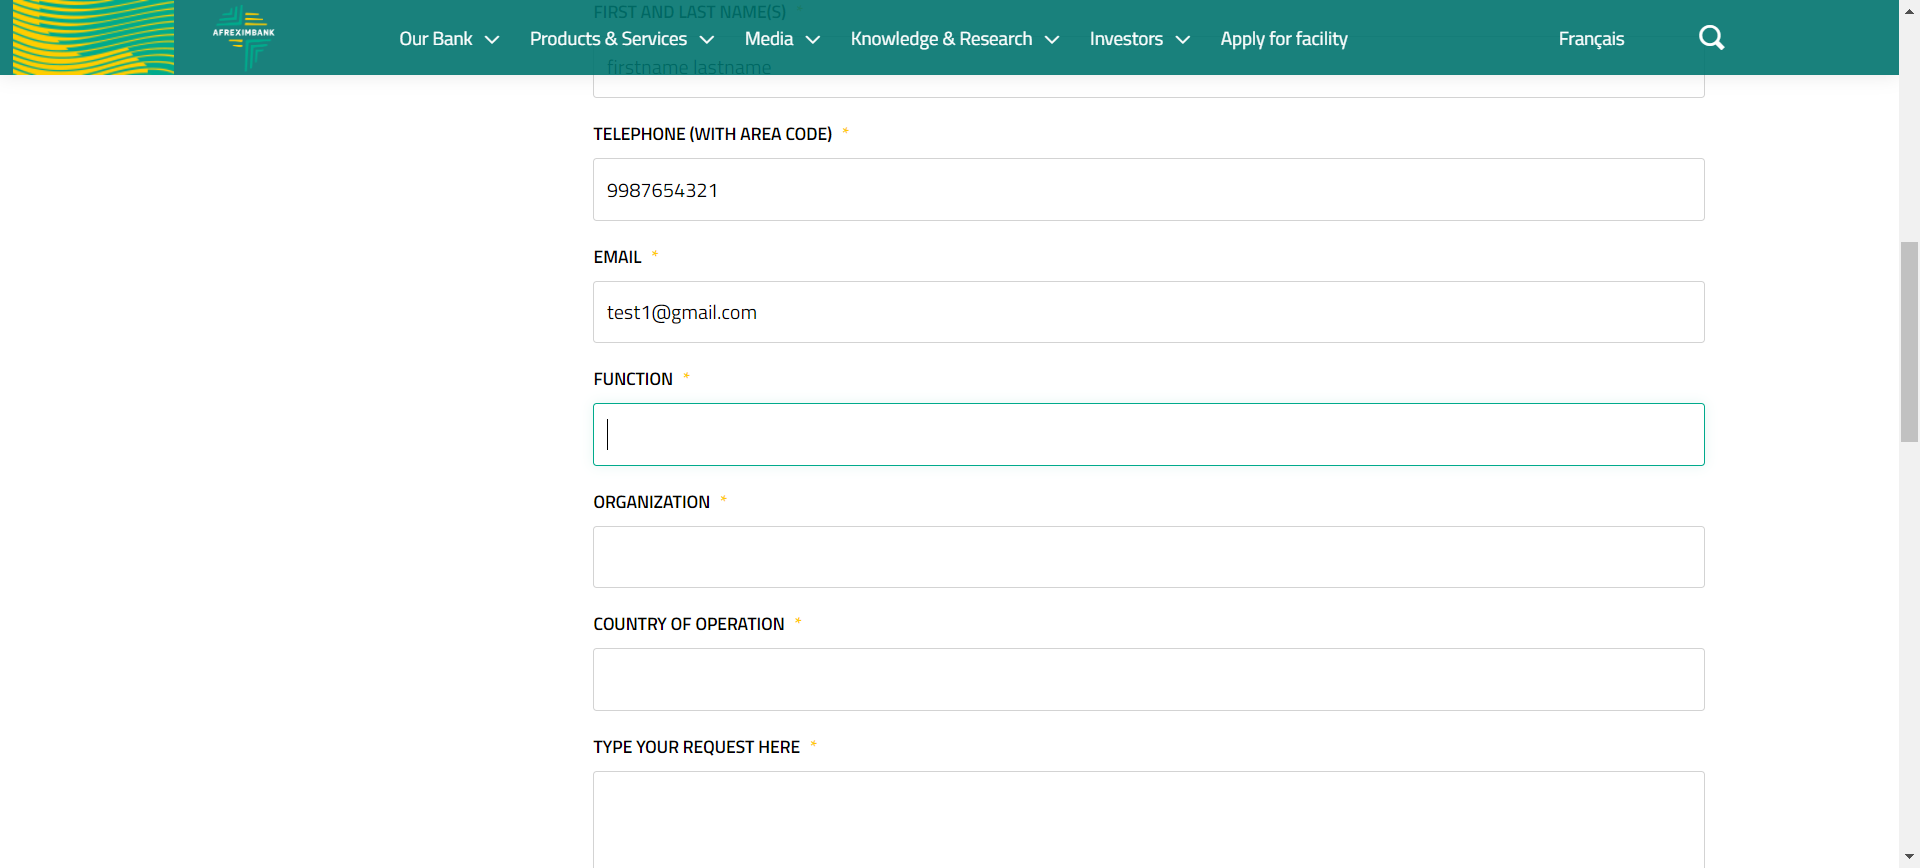 FIRST AND LAST NAME(S) *
AFREXIMBANK
Our Bank Products & Services Media Knowledge & Research Investors Apply for facility Français
firstname lastname
TELEPHONE (WITH AREA CODE) *
9987654321
EMAIL *
test1@gmail.com
FUNCTION *
ORGANIZATION *
COUNTRY OF OPERATION *
TYPE YOUR REQUEST HERE *